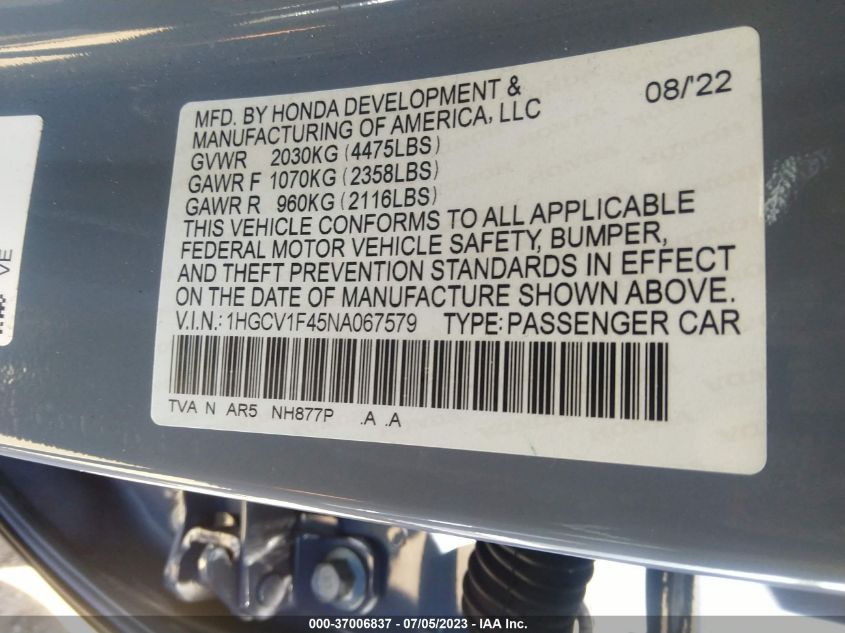 08/'22
MFD. BY HONDA DEVELOPMENT &
MANUFACTURING OF AMERICA, LLC
GVWR 2030KG (4475LBS)
GAWR F 1070KG (2358LBS)
GAWR R 960KG (2116LBS)
THIS VEHICLE CONFORMS TO ALL APPLICABLE
FEDERAL MOTOR VEHICLE SAFETY, BUMPER,
AND THEFT PREVENTION STANDARDS IN EFFECT
ON THE DATE OF MANUFACTURE SHOWN ABOVE.
V.I.N.: 1HGCV1F45NA067579 TYPE: PASSENGER CAR
TVA N AR5 NH877P .A .A
VE
000-37006837 - 07/05/2023 - IAA Inc.